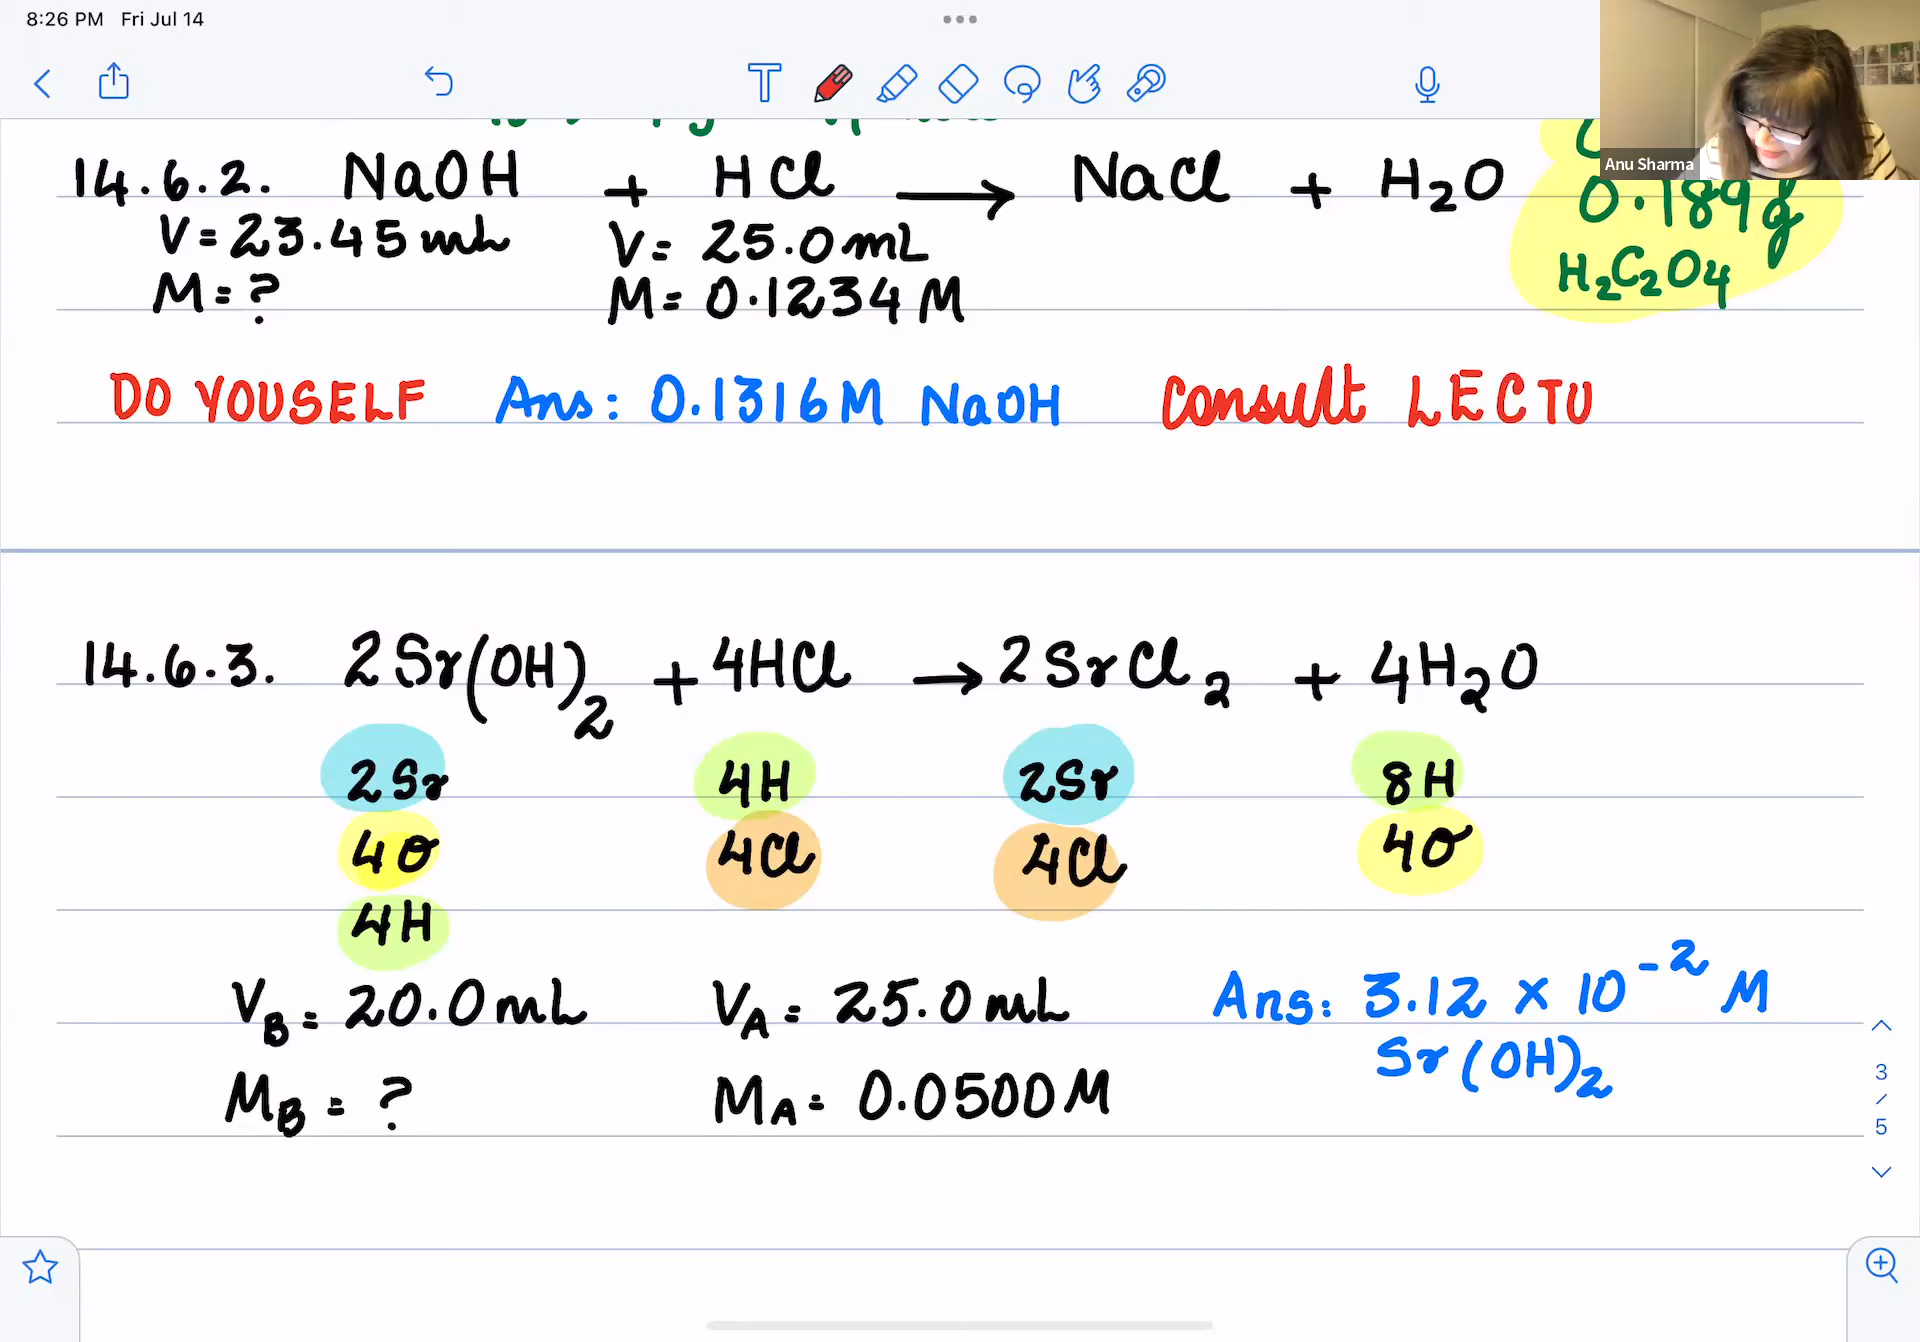 8:26 PM Fri Jul 14
Anu Sharma
14.6.2. NaOH + HCl → NaCl + H₂O
0.189g
V = 23.45 mL V = 25.0 mL
H₂C₂O₄
M = ? M = 0.1234 M
DO YOUSELF Ans: 0.1316 M NaOH Consult LECTU
14.6.3. 2Sr(OH)₂ + 4HCl → 2SrCl₂ + 4H₂O
2Sr 4H 2Sr 8H
4O 4Cl 4Cl 4O
4H
V_B = 20.0 mL V_A = 25.0 mL Ans: 3.12 × 10⁻² M
Sr(OH)₂
M_B = ? M_A = 0.0500 M
3
/
5